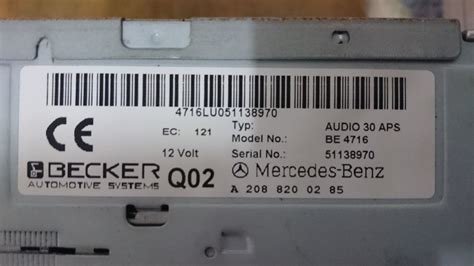 4716LU051138970
CE
EC: 121
Typ: AUDIO 30 APS
Model No.: BE 4716
12 Volt
Serial No.: 51138970
BECKER
AUTOMOTIVE SYSTEMS
Q02
Mercedes-Benz
A 208 820 02 85